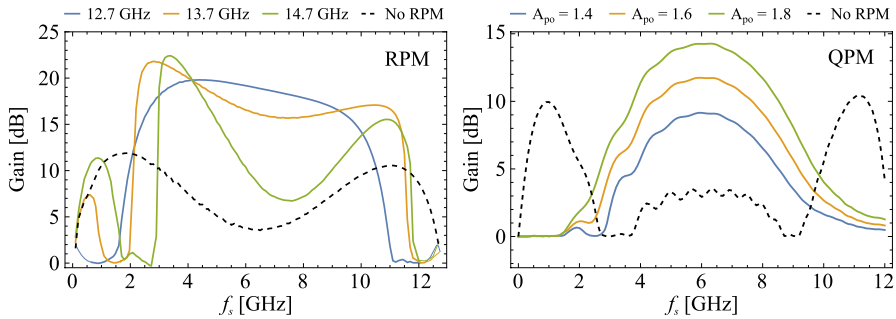 12.7 GHz 13.7 GHz 14.7 GHz No RPM
RPM
Gain [dB]
25
20
15
10
5
0
0 2 4 6 8 10 12
f_s [GHz]
A_po = 1.4 A_po = 1.6 A_po = 1.8 No RPM
QPM
Gain [dB]
15
10
5
0
0 2 4 6 8 10 12
f_s [GHz]